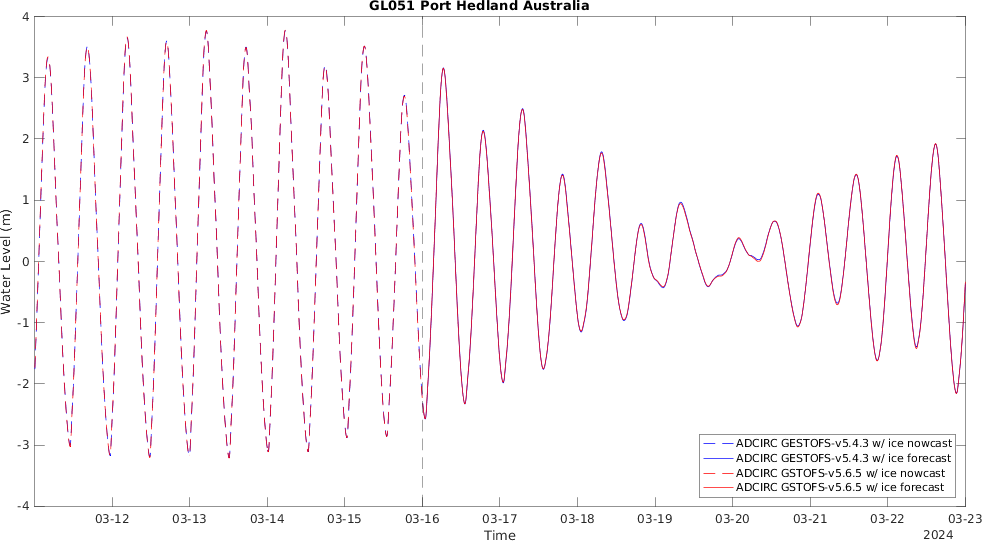 GL051 Port Hedland Australia
4
3
2
1
0
-1
-2
-3
-4
Water Level (m)
03-12 03-13 03-14 03-15 03-16 03-17 03-18 03-19 03-20 03-21 03-22 03-23
Time
2024
ADCIRC GESTOFS-v5.4.3 w/ ice nowcast
ADCIRC GESTOFS-v5.4.3 w/ ice forecast
ADCIRC GSTOFS-v5.6.5 w/ ice nowcast
ADCIRC GSTOFS-v5.6.5 w/ ice forecast